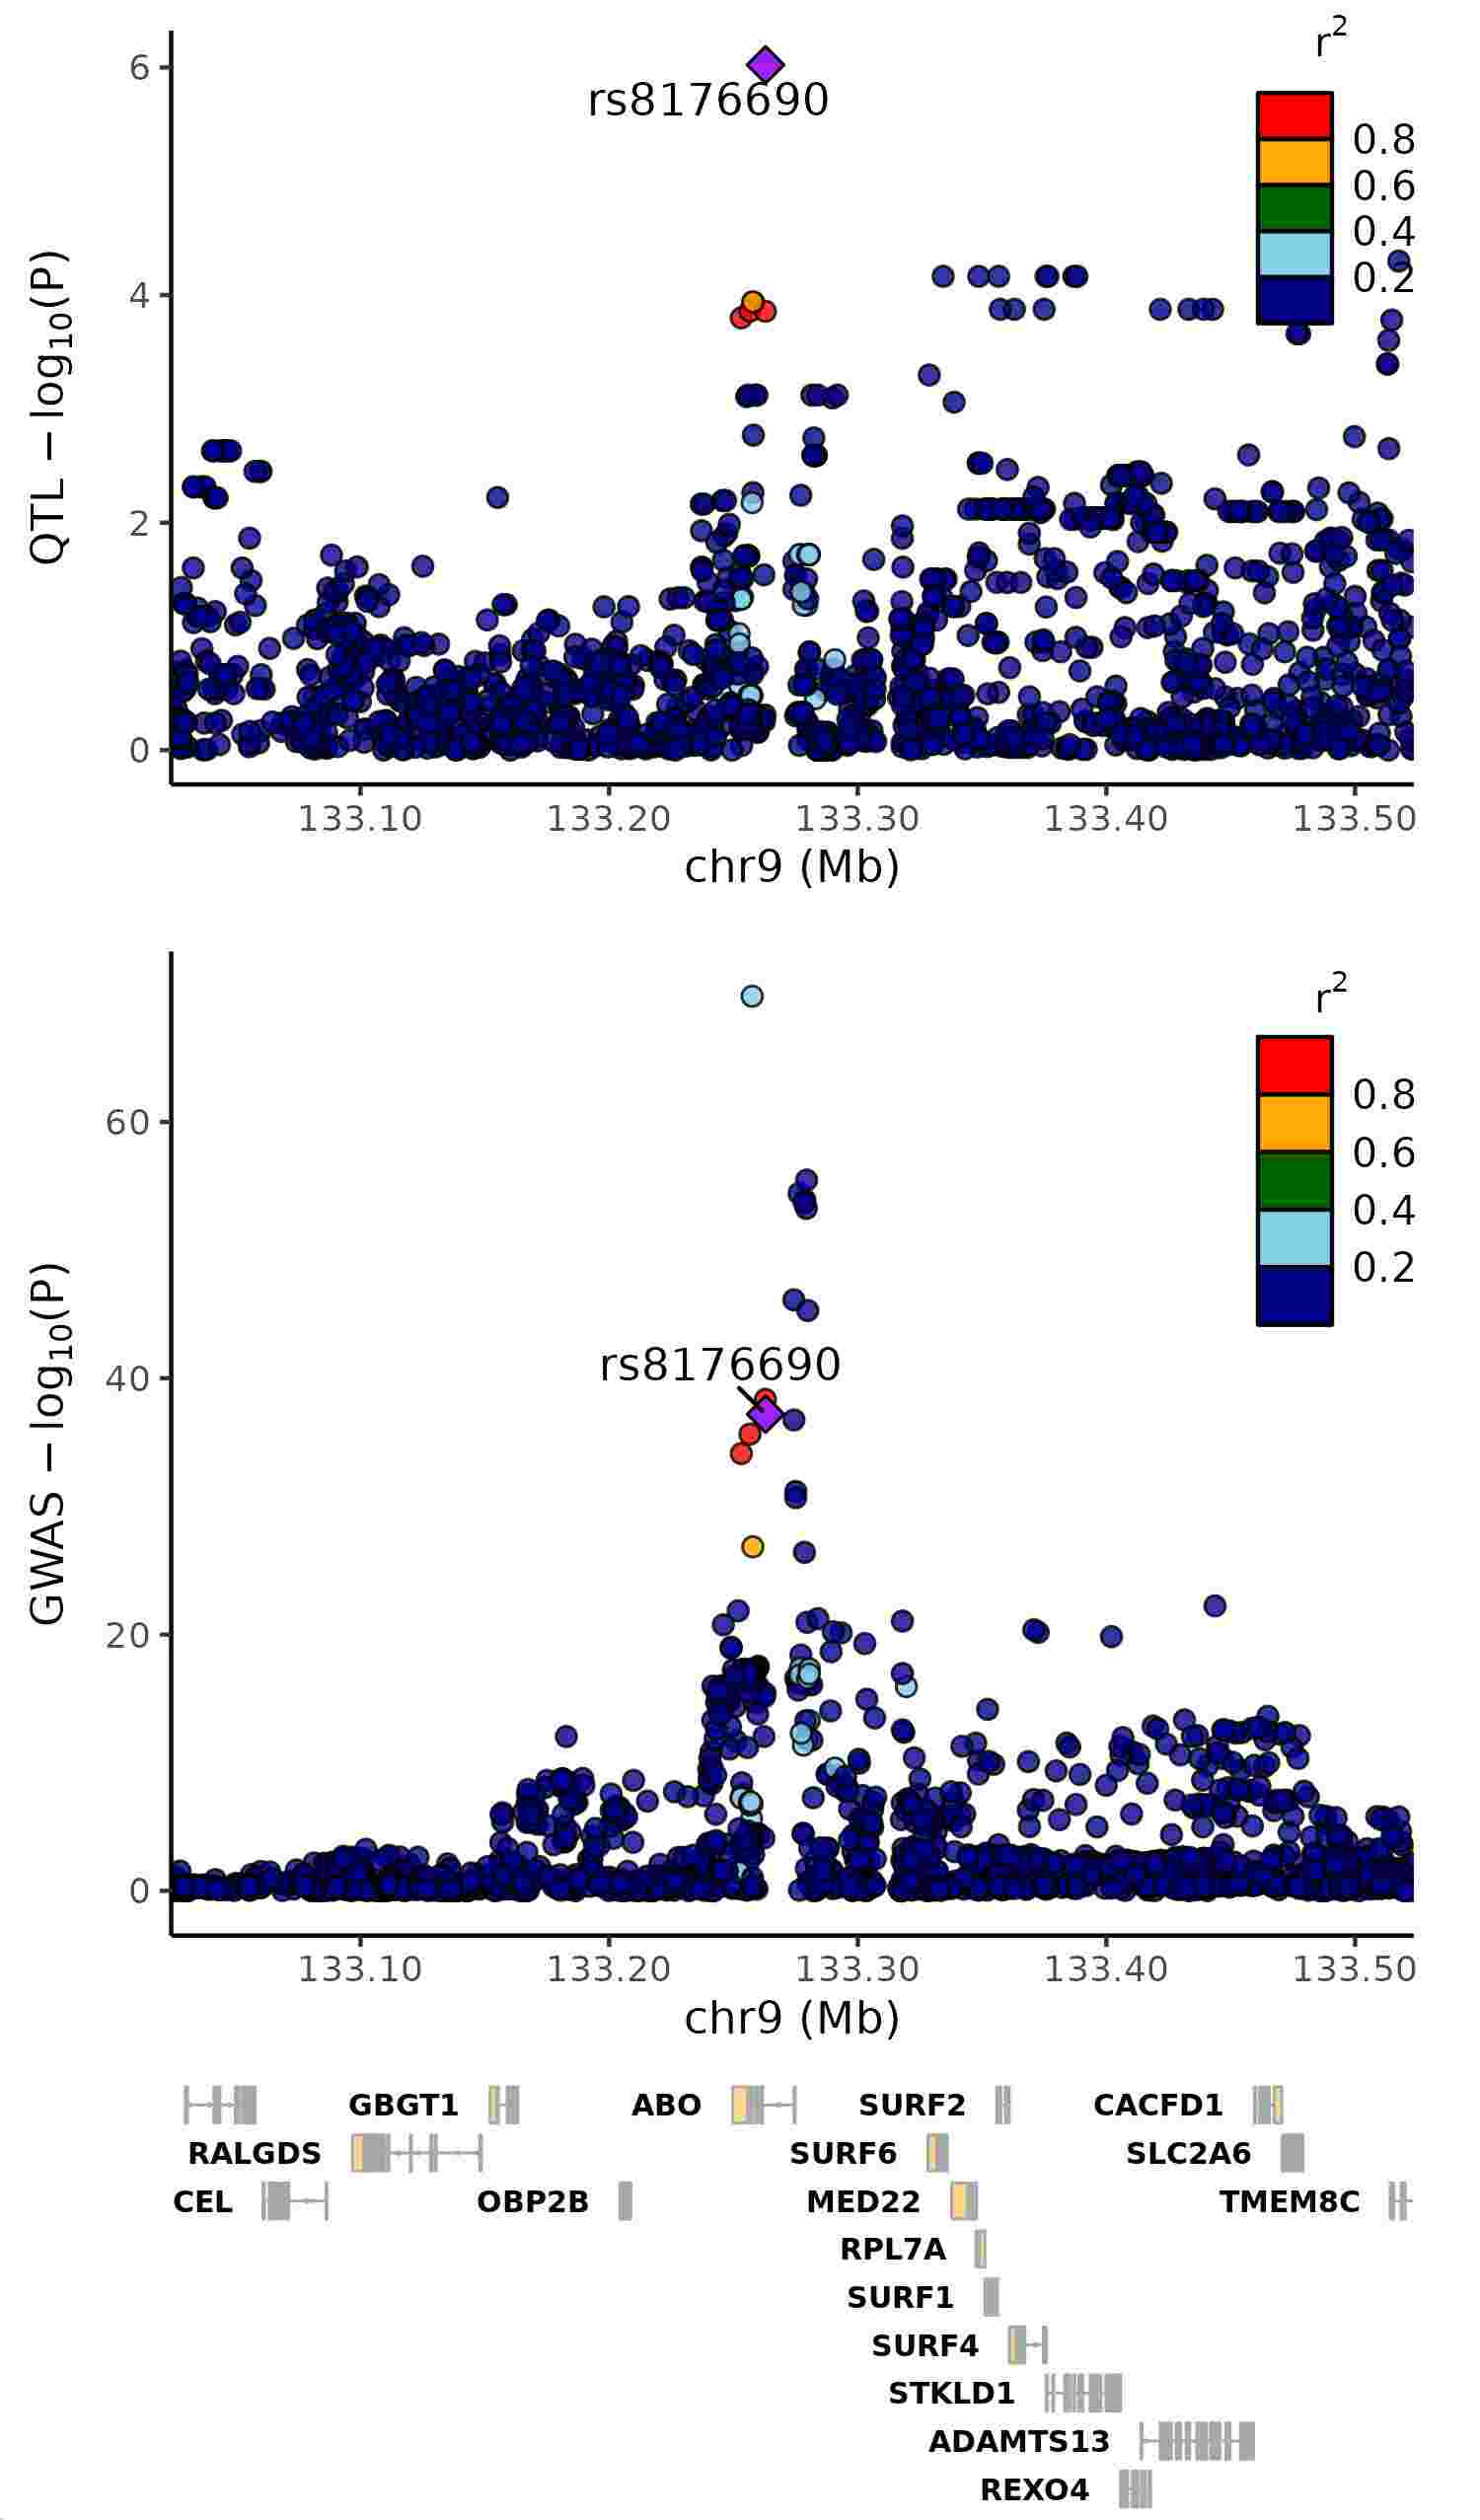 r2
6
rs8176690
0.8
0.6
0.4
0.2
4
2
0
QTL – log10(P)
133.10 133.20 133.30 133.40 133.50
chr9 (Mb)
r2
0.8
0.6
0.4
0.2
60
rs8176690
40
20
0
GWAS – log10(P)
133.10 133.20 133.30 133.40 133.50
chr9 (Mb)
GBGT1 ABO SURF2 CACFD1
RALGDS SURF6 SLC2A6
CEL OBP2B MED22 TMEM8C
RPL7A
SURF1
SURF4
STKLD1
ADAMTS13
REXO4